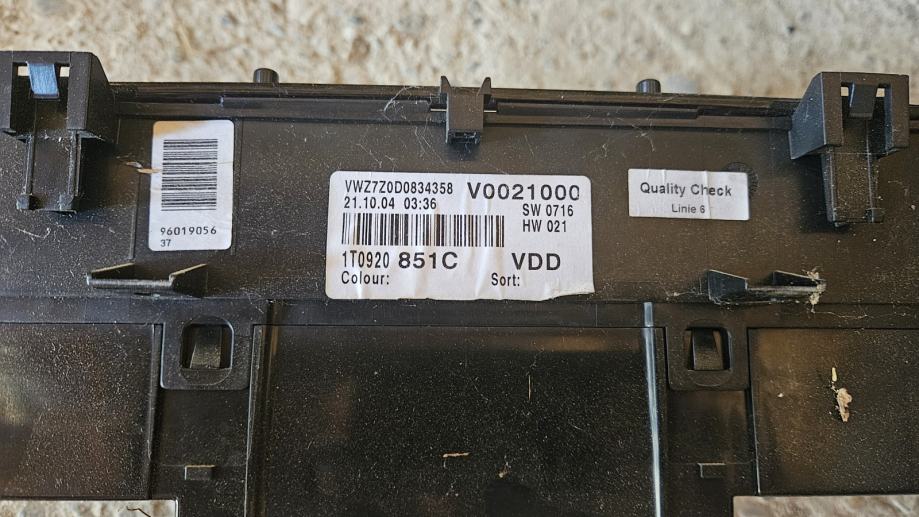 96019056
37
VWZ7Z0D0834358 V0021000
21.10.04 03:36 SW 0716
HW 021
1T0920 851C VDD
Colour: Sort:
Quality Check
Linie 6